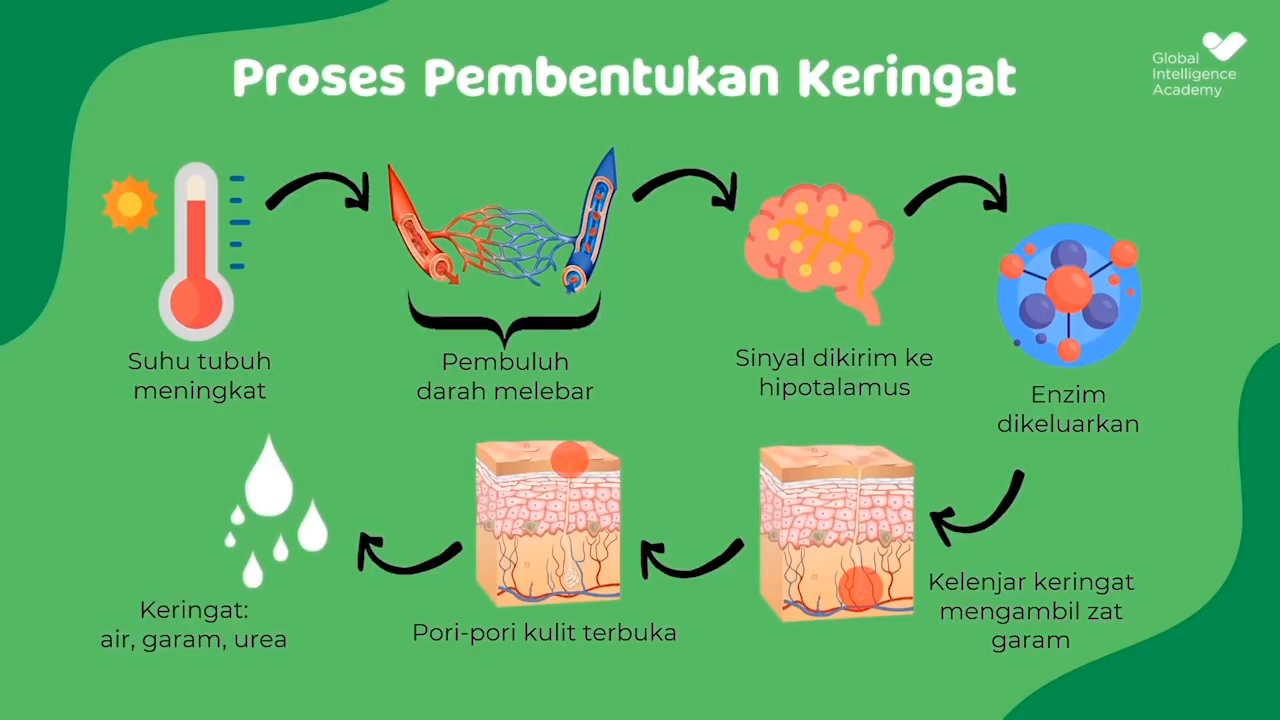 Proses Pembentukan Keringat
Global
Intelligence
Academy
Suhu tubuh
meningkat
Pembuluh
darah melebar
Sinyal dikirim ke
hipotalamus
Enzim
dikeluarkan
Kelenjar keringat
mengambil zat
garam
Pori-pori kulit terbuka
Keringat:
air, garam, urea